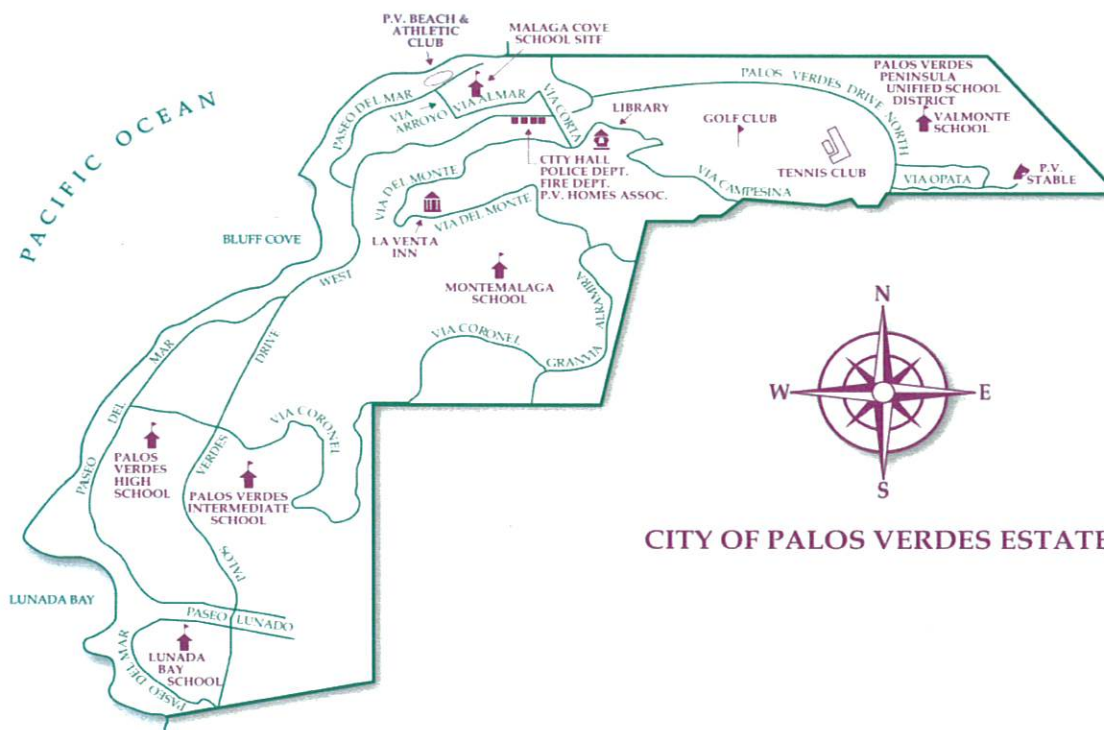 P.V. BEACH &
ATHLETIC
CLUB
MALAGA COVE
SCHOOL SITE
PACIFIC OCEAN
PASEO DEL MAR
VIA
ARROYO
VIA ALMAR
VIA CORTA
LIBRARY
PALOS VERDES DRIVE NORTH
PALOS VERDES
PENINSULA
UNIFIED SCHOOL
DISTRICT
VALMONTE
SCHOOL
GOLF CLUB
TENNIS CLUB
VIA OPATA
P.V.
STABLE
VIA CAMPESINA
CITY HALL
POLICE DEPT.
FIRE DEPT.
P.V. HOMES ASSOC.
VIA DEL MONTE
VIA DEL MONTE
LA VENTA
INN
BLUFF COVE
MONTEMALAGA
SCHOOL
VIA CORONEL
GRANVIA ALRAMIRA
PALOS VERDES DRIVE WEST
PASEO DEL MAR
VIA CORONEL
PALOS
VERDES
HIGH
SCHOOL
PALOS VERDES
INTERMEDIATE
SCHOOL
N
W
E
S
CITY OF PALOS VERDES ESTATE
LUNADA BAY
PASEO LUNADO
LUNADA
BAY
SCHOOL
PASEO DEL MAR